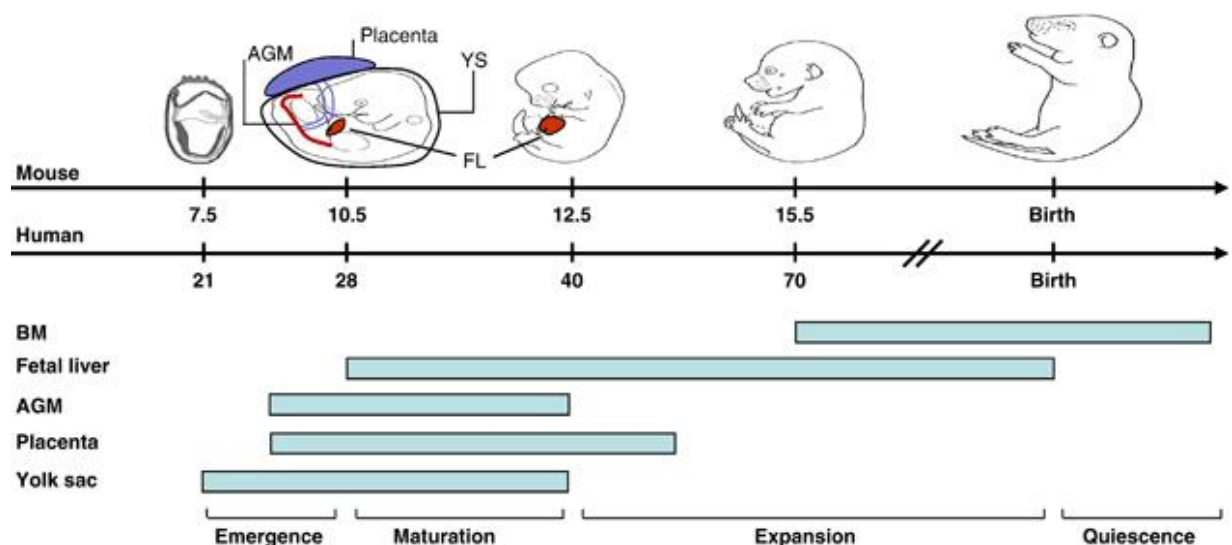 Placenta
AGM
YS
FL
Mouse
7.5 10.5 12.5 15.5 Birth
Human
21 28 40 70 Birth
BM
Fetal liver
AGM
Placenta
Yolk sac
Emergence Maturation Expansion Quiescence